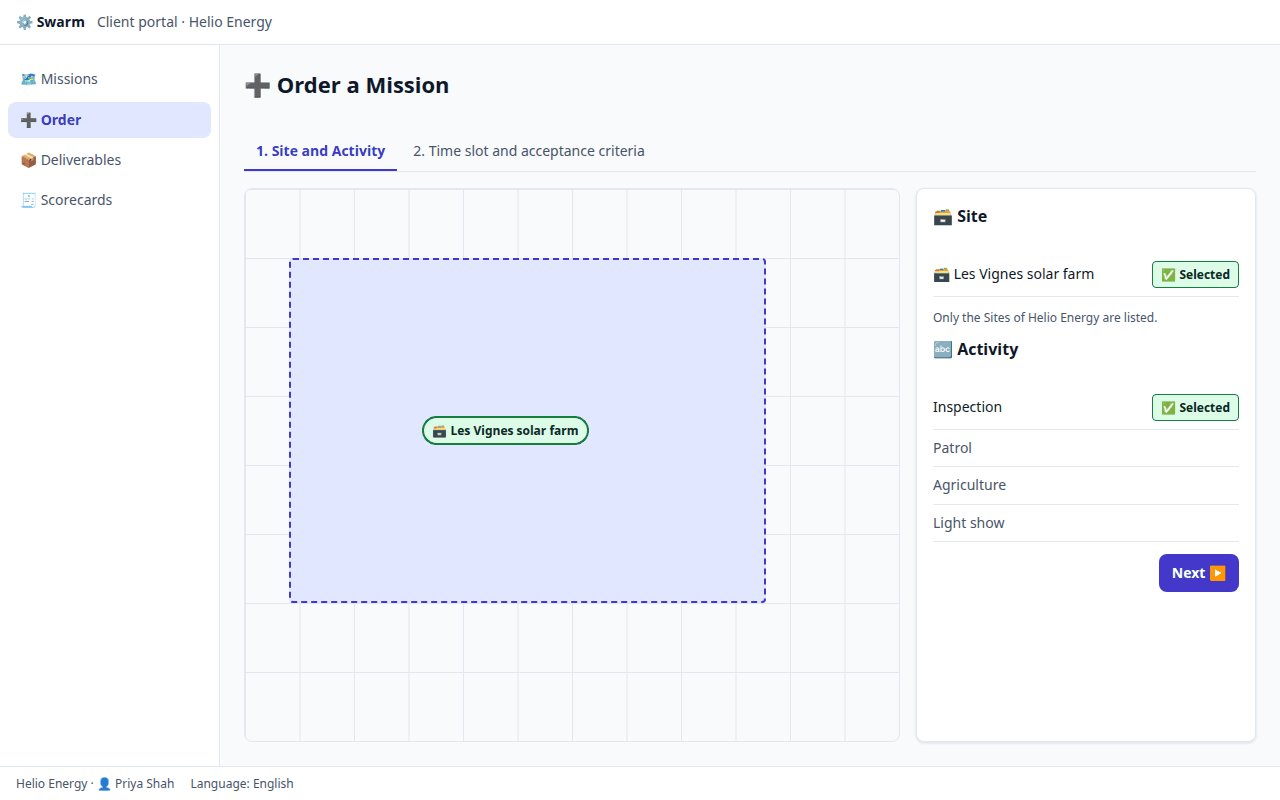 ⚙️ Swarm Client portal · Helio Energy
🗺️ Missions
➕ Order
📦 Deliverables
🧾 Scorecards
➕ Order a Mission
1. Site and Activity
2. Time slot and acceptance criteria
🗃️ Les Vignes solar farm
🗃️ Site
🗃️ Les Vignes solar farm ✅ Selected
Only the Sites of Helio Energy are listed.
🔤 Activity
Inspection ✅ Selected
Patrol
Agriculture
Light show
Next ▶️
Helio Energy · 👤 Priya Shah Language: English